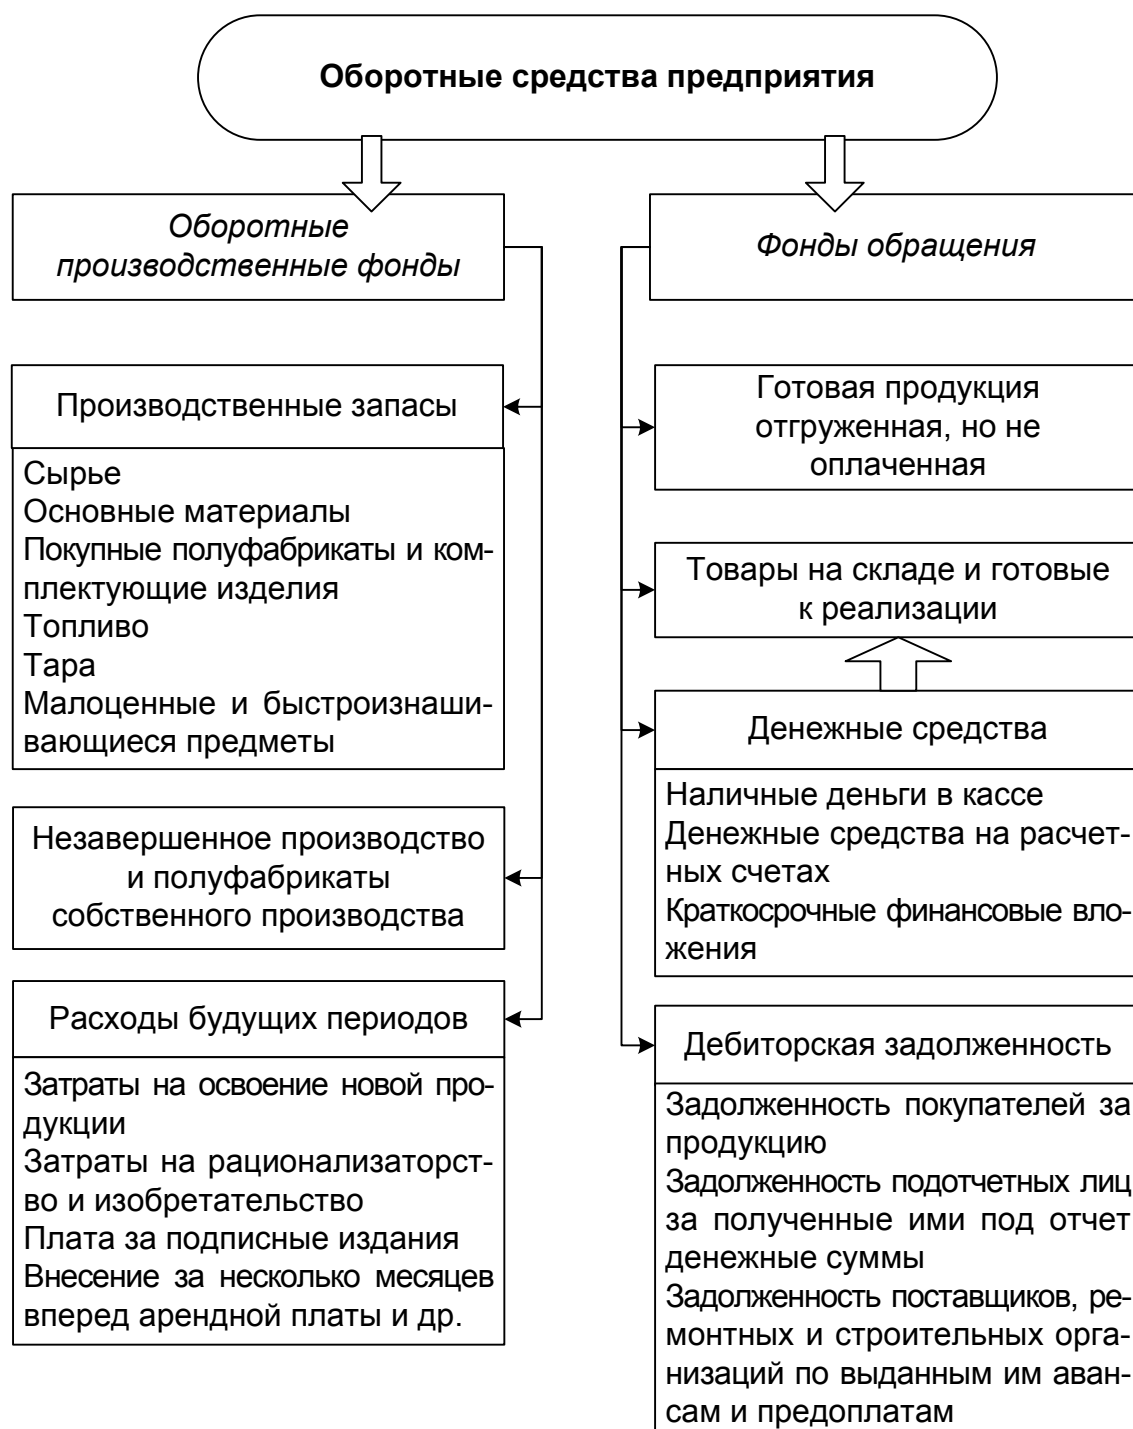 Оборотные средства предприятия
Оборотные
производственные фонды
Производственные запасы
Сырье
Основные материалы
Покупные полуфабрикаты и ком-
плектующие изделия
Топливо
Тара
Малоценные и быстроизнаши-
вающиеся предметы
Незавершенное производство
и полуфабрикаты
собственного производства
Расходы будущих периодов
Затраты на освоение новой про-
дукции
Затраты на рационализаторст-
во и изобретательство
Плата за подписные издания
Внесение за несколько месяцев
вперед арендной платы и др.
Фонды обращения
Готовая продукция
отгруженная, но не
оплаченная
Товары на складе и готовые
к реализации
Денежные средства
Наличные деньги в кассе
Денежные средства на расчет-
ных счетах
Краткосрочные финансовые вло-
жения
Дебиторская задолженность
Задолженность покупателей за
продукцию
Задолженность подотчетных лиц
за полученные ими под отчет
денежные суммы
Задолженность поставщиков, ре-
монтных и строительных орга-
низаций по выданным им аван-
сам и предоплатам